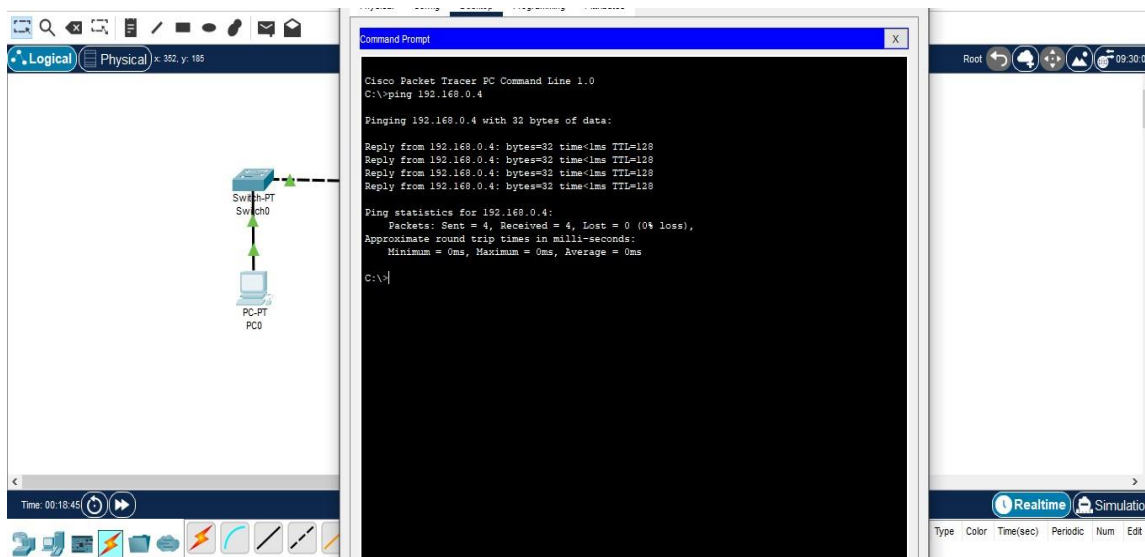 Logical
Physical x: 352, y: 185
Root
09:30:0
Command Prompt
X
Cisco Packet Tracer PC Command Line 1.0
C:\>ping 192.168.0.4
Pinging 192.168.0.4 with 32 bytes of data:
Reply from 192.168.0.4: bytes=32 time<1ms TTL=128
Reply from 192.168.0.4: bytes=32 time<1ms TTL=128
Reply from 192.168.0.4: bytes=32 time<1ms TTL=128
Reply from 192.168.0.4: bytes=32 time<1ms TTL=128
Ping statistics for 192.168.0.4:
Packets: Sent = 4, Received = 4, Lost = 0 (0% loss),
Approximate round trip times in milli-seconds:
Minimum = 0ms, Maximum = 0ms, Average = 0ms
C:\>
Switch-PT
Switch0
PC-PT
PC0
Time: 00:18:45
Realtime
Simulatio
Type Color Time(sec) Periodic Num Edit